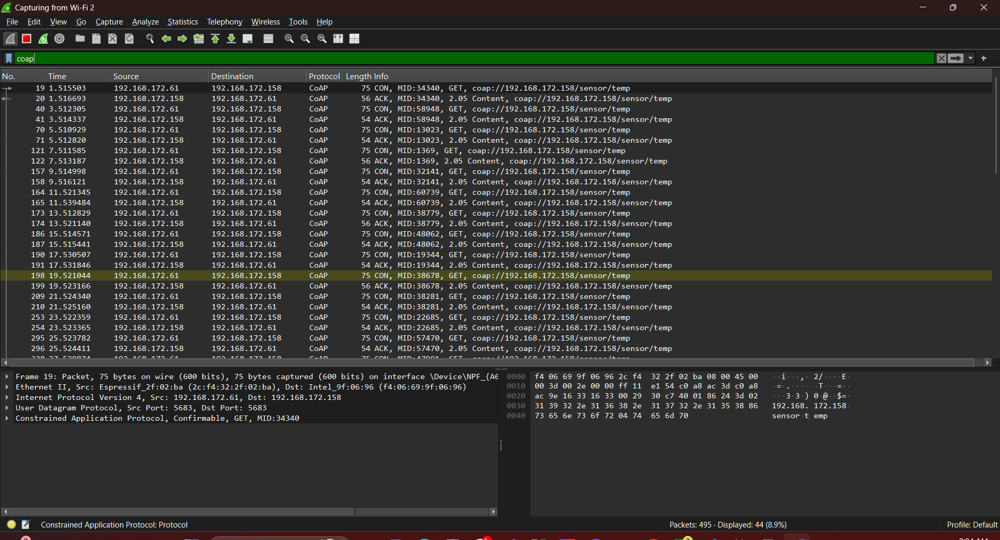 Capturing from Wi-Fi 2
File Edit View Go Capture Analyze Statistics Telephony Wireless Tools Help
coap
No. Time Source Destination Protocol Length Info
19 1.515503 192.168.172.61 192.168.172.158 CoAP 75 CON, MID:34340, GET, coap://192.168.172.158/sensor/temp
20 1.516693 192.168.172.158 192.168.172.61 CoAP 56 ACK, MID:34340, 2.05 Content, coap://192.168.172.158/sensor/temp
40 3.512305 192.168.172.61 192.168.172.158 CoAP 75 CON, MID:58948, GET, coap://192.168.172.158/sensor/temp
41 3.514337 192.168.172.158 192.168.172.61 CoAP 54 ACK, MID:58948, 2.05 Content, coap://192.168.172.158/sensor/temp
70 5.510929 192.168.172.61 192.168.172.158 CoAP 75 CON, MID:13023, GET, coap://192.168.172.158/sensor/temp
71 5.512820 192.168.172.158 192.168.172.61 CoAP 54 ACK, MID:13023, 2.05 Content, coap://192.168.172.158/sensor/temp
121 7.511585 192.168.172.61 192.168.172.158 CoAP 75 CON, MID:1369, GET, coap://192.168.172.158/sensor/temp
122 7.513187 192.168.172.158 192.168.172.61 CoAP 56 ACK, MID:1369, 2.05 Content, coap://192.168.172.158/sensor/temp
157 9.514998 192.168.172.61 192.168.172.158 CoAP 75 CON, MID:32141, GET, coap://192.168.172.158/sensor/temp
158 9.516121 192.168.172.158 192.168.172.61 CoAP 54 ACK, MID:32141, 2.05 Content, coap://192.168.172.158/sensor/temp
164 11.521345 192.168.172.61 192.168.172.158 CoAP 75 CON, MID:60739, GET, coap://192.168.172.158/sensor/temp
165 11.539484 192.168.172.158 192.168.172.61 CoAP 54 ACK, MID:60739, 2.05 Content, coap://192.168.172.158/sensor/temp
173 13.512829 192.168.172.61 192.168.172.158 CoAP 75 CON, MID:38779, GET, coap://192.168.172.158/sensor/temp
174 13.521140 192.168.172.158 192.168.172.61 CoAP 56 ACK, MID:38779, 2.05 Content, coap://192.168.172.158/sensor/temp
186 15.514571 192.168.172.61 192.168.172.158 CoAP 75 CON, MID:48062, GET, coap://192.168.172.158/sensor/temp
187 15.515441 192.168.172.158 192.168.172.61 CoAP 54 ACK, MID:48062, 2.05 Content, coap://192.168.172.158/sensor/temp
190 17.530507 192.168.172.61 192.168.172.158 CoAP 75 CON, MID:19344, GET, coap://192.168.172.158/sensor/temp
191 17.531846 192.168.172.158 192.168.172.61 CoAP 54 ACK, MID:19344, 2.05 Content, coap://192.168.172.158/sensor/temp
198 19.521044 192.168.172.61 192.168.172.158 CoAP 75 CON, MID:38678, GET, coap://192.168.172.158/sensor/temp
199 19.523166 192.168.172.158 192.168.172.61 CoAP 56 ACK, MID:38678, 2.05 Content, coap://192.168.172.158/sensor/temp
209 21.524340 192.168.172.61 192.168.172.158 CoAP 75 CON, MID:38281, GET, coap://192.168.172.158/sensor/temp
210 21.525160 192.168.172.158 192.168.172.61 CoAP 54 ACK, MID:38281, 2.05 Content, coap://192.168.172.158/sensor/temp
253 23.522359 192.168.172.61 192.168.172.158 CoAP 75 CON, MID:22685, GET, coap://192.168.172.158/sensor/temp
254 23.523365 192.168.172.158 192.168.172.61 CoAP 54 ACK, MID:22685, 2.05 Content, coap://192.168.172.158/sensor/temp
295 25.523782 192.168.172.61 192.168.172.158 CoAP 75 CON, MID:57470, GET, coap://192.168.172.158/sensor/temp
296 25.524411 192.168.172.158 192.168.172.61 CoAP 54 ACK, MID:57470, 2.05 Content, coap://192.168.172.158/sensor/temp
Frame 19: Packet, 75 bytes on wire (600 bits), 75 bytes captured (600 bits) on interface \Device\NPF_{A6
Ethernet II, Src: Espressif_2f:02:ba (2c:f4:32:2f:02:ba), Dst: Intel_9f:06:96 (f4:06:69:9f:06:96)
Internet Protocol Version 4, Src: 192.168.172.61, Dst: 192.168.172.158
User Datagram Protocol, Src Port: 5683, Dst Port: 5683
Constrained Application Protocol, Confirmable, GET, MID:34340
0000 f4 06 69 9f 06 96 2c f4 32 2f 02 ba 08 00 45 00 ··i···,· 2/····E·
0010 00 3d 00 2e 00 00 ff 11 e1 54 c0 a8 ac 3d c0 a8 ·=·.···· ·T···=··
0020 ac 9e 16 33 16 33 00 29 30 c7 40 01 86 24 3d 02 ···3·3·) 0·@··$=·
0030 31 39 32 2e 31 36 38 2e 31 37 32 2e 31 35 38 86 192.168. 172.158·
0040 73 65 6e 73 6f 72 04 74 65 6d 70 sensor·t emp
Constrained Application Protocol: Protocol
Packets: 495 · Displayed: 44 (8.9%)
Profile: Default